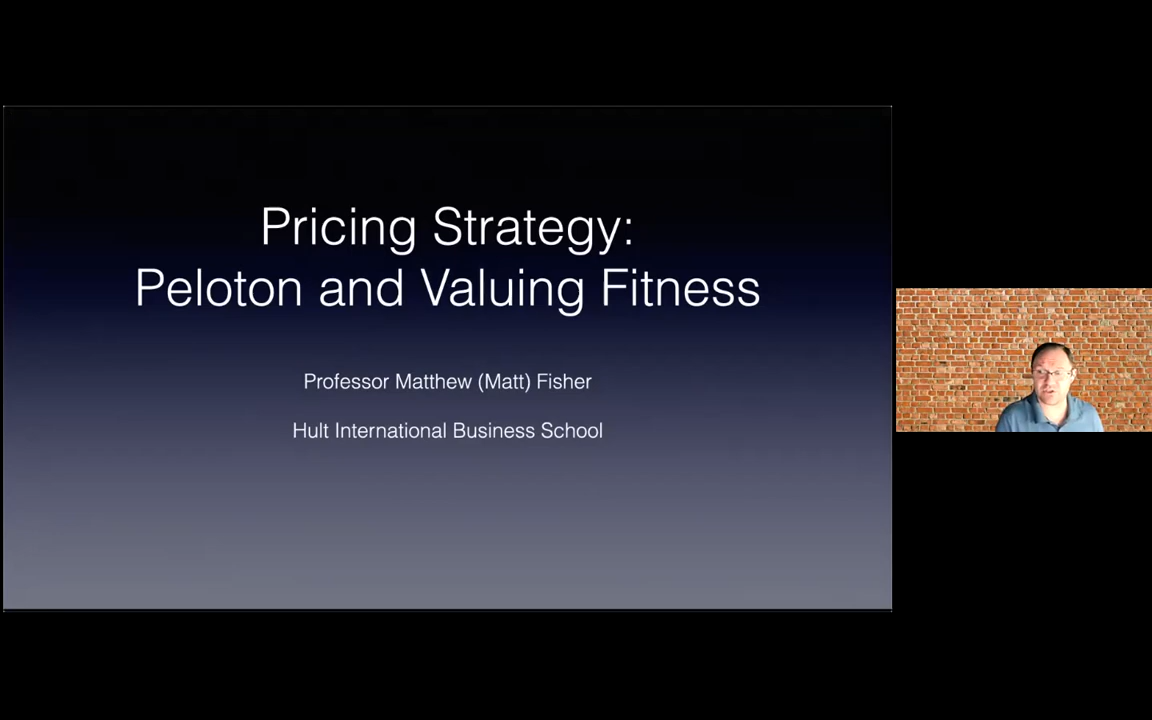 Pricing Strategy:
Peloton and Valuing Fitness
Professor Matthew (Matt) Fisher
Hult International Business School